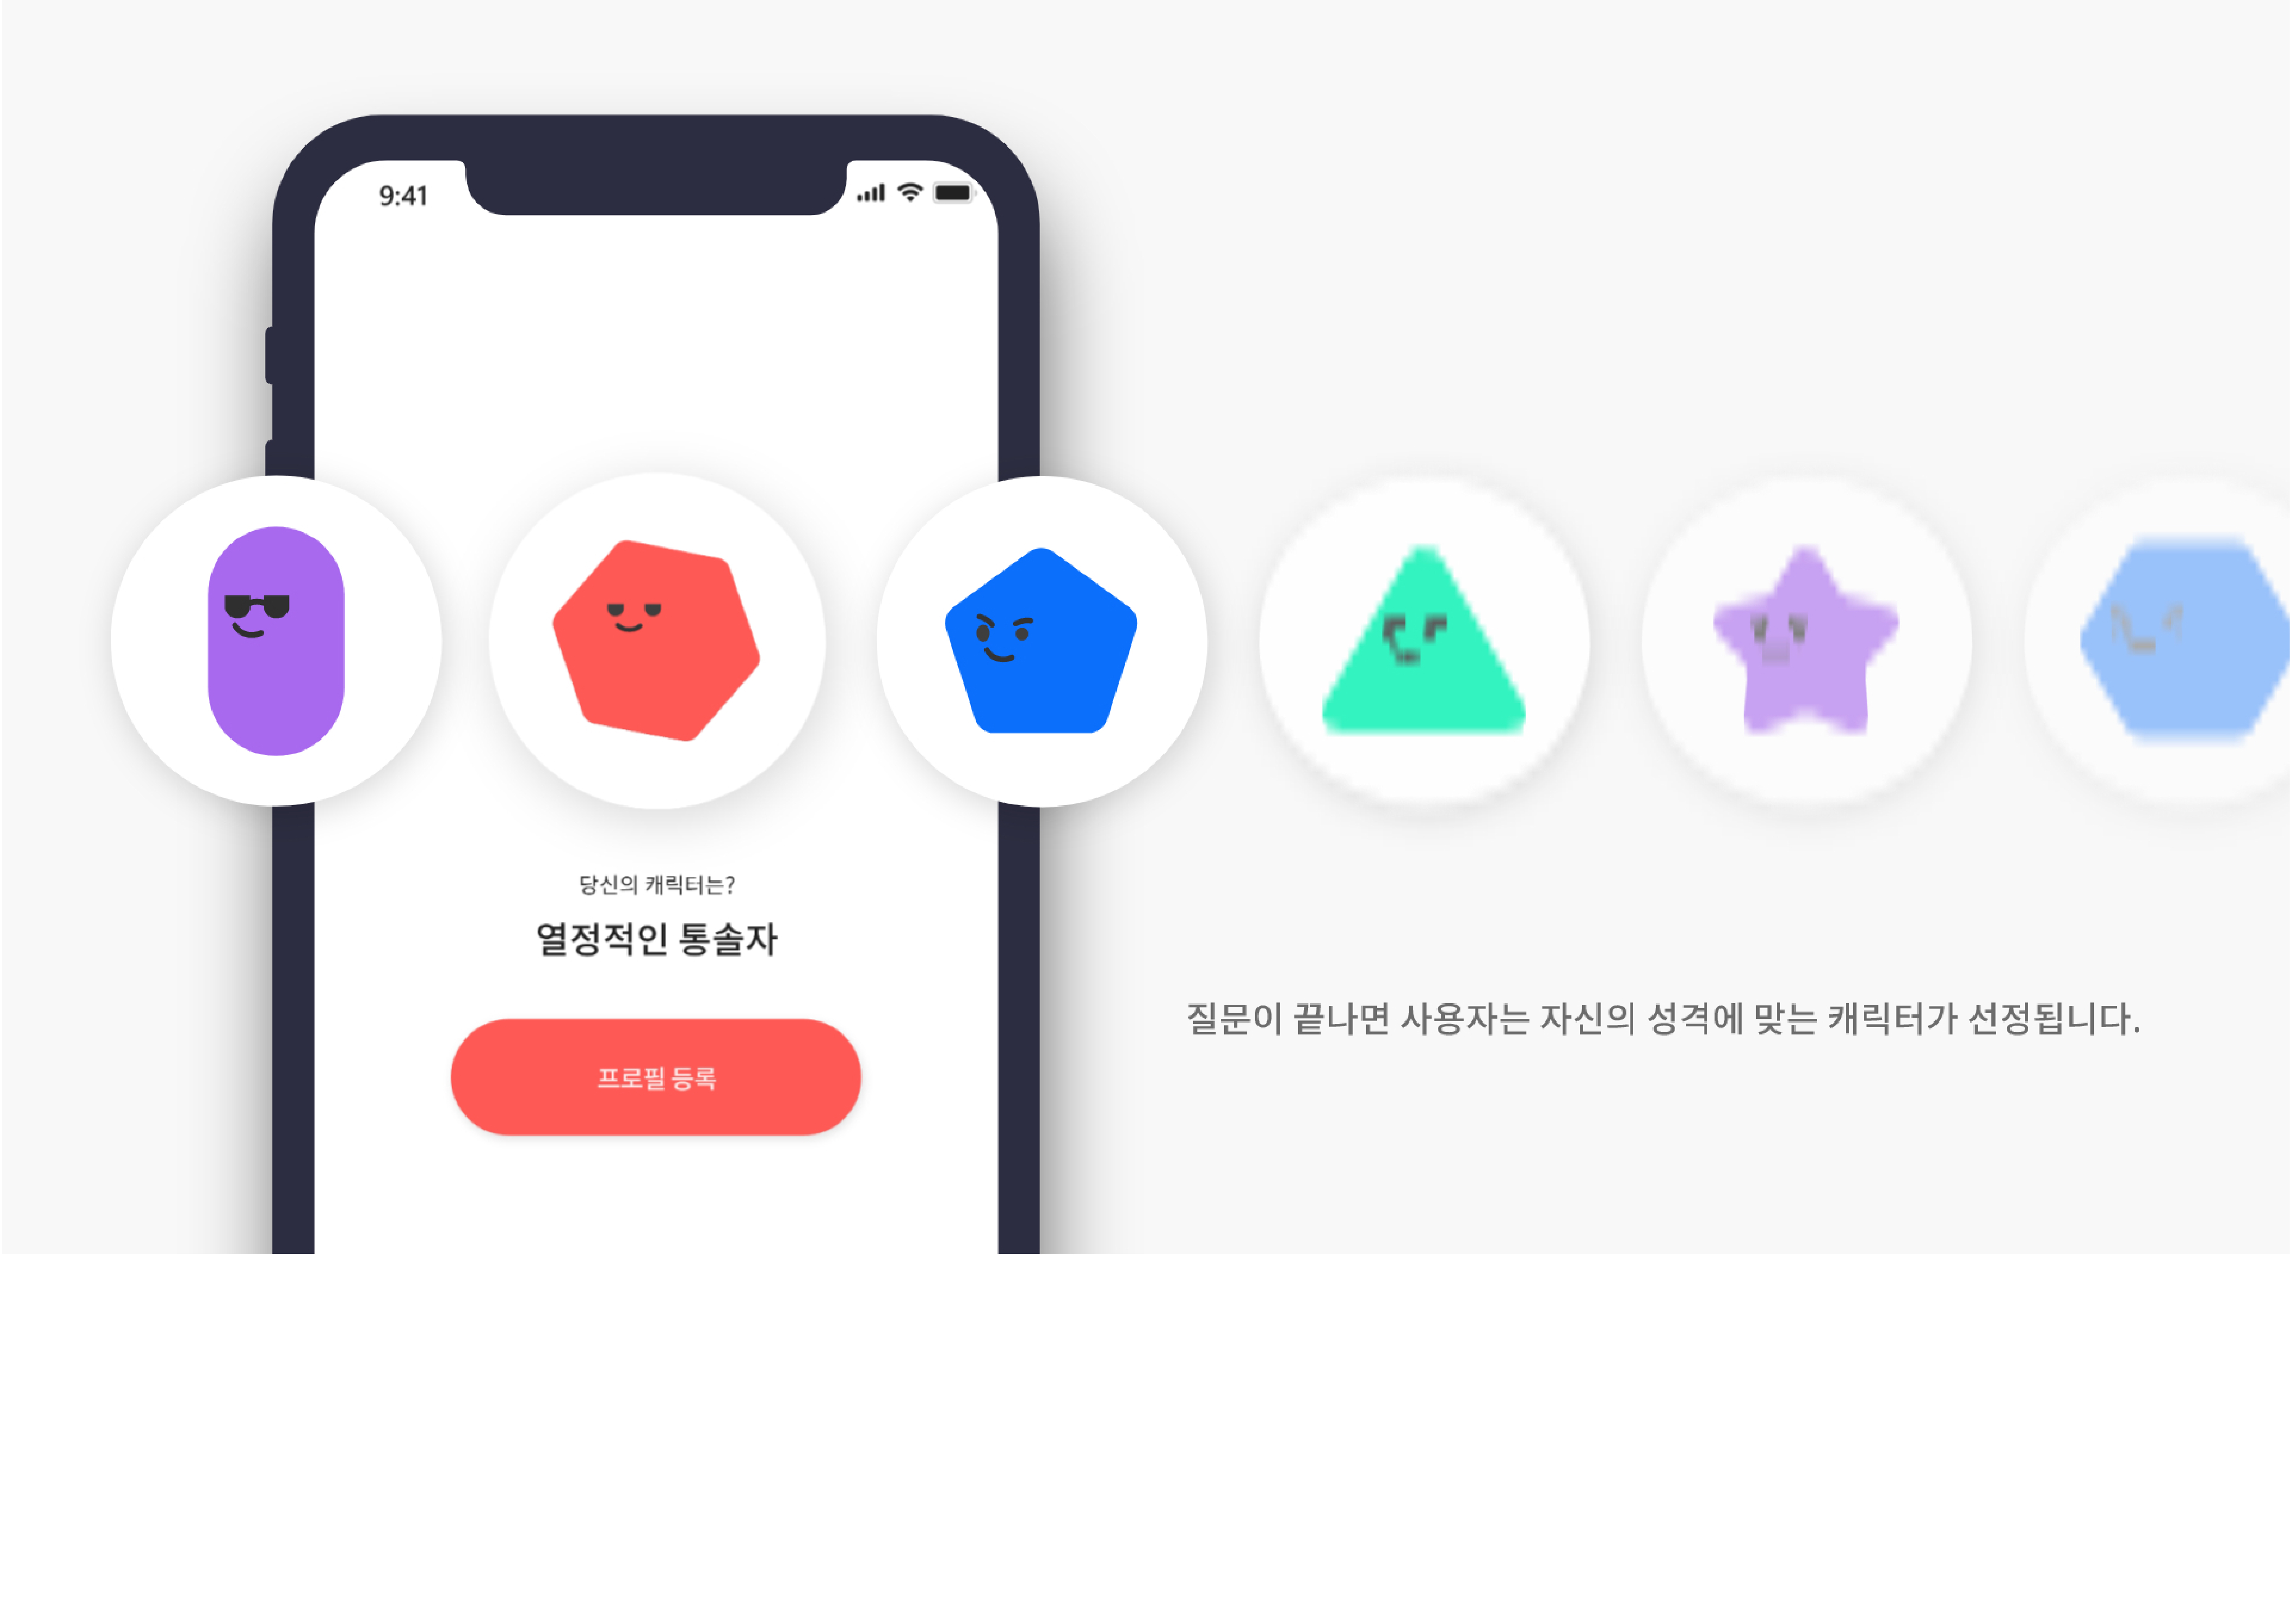 9:41
당신의 캐릭터는?
열정적인 통솔자
질문이 끝나면 사용자는 자신의 성격에 맞는 캐릭터가 선정됩니다.
프로필 등록